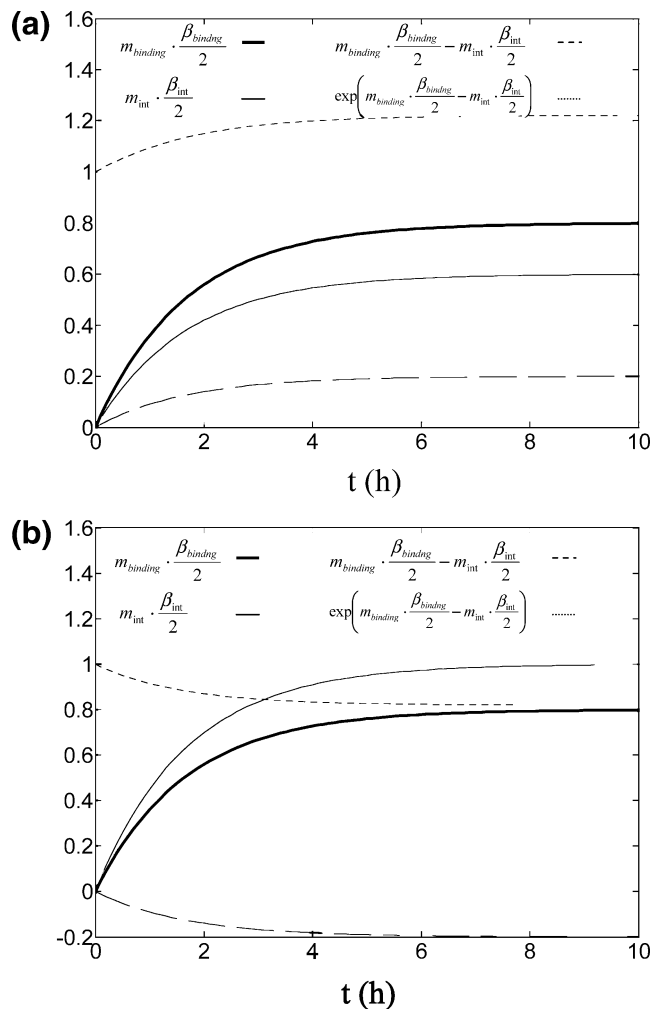 (a)
1.6
1.4
1.2
1
0.8
0.6
0.4
0.2
0
m_binding · β_bindng/2
m_binding · β_bindng/2 − m_int · β_int/2
m_int · β_int/2
exp(m_binding · β_bindng/2 − m_int · β_int/2)
0 2 4 6 8 10
t (h)
(b)
1.6
1.4
1.2
1
0.8
0.6
0.4
0.2
0
-0.2
m_binding · β_bindng/2
m_binding · β_bindng/2 − m_int · β_int/2
m_int · β_int/2
exp(m_binding · β_bindng/2 − m_int · β_int/2)
0 2 4 6 8 10
t (h)